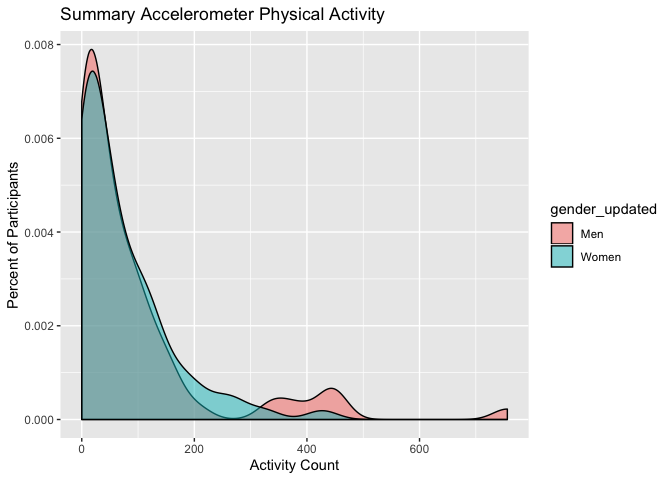 Summary Accelerometer Physical Activity
0.008
0.006
0.004
0.002
0.000
Percent of Participants
0
200
400
600
Activity Count
gender_updated
Men
Women